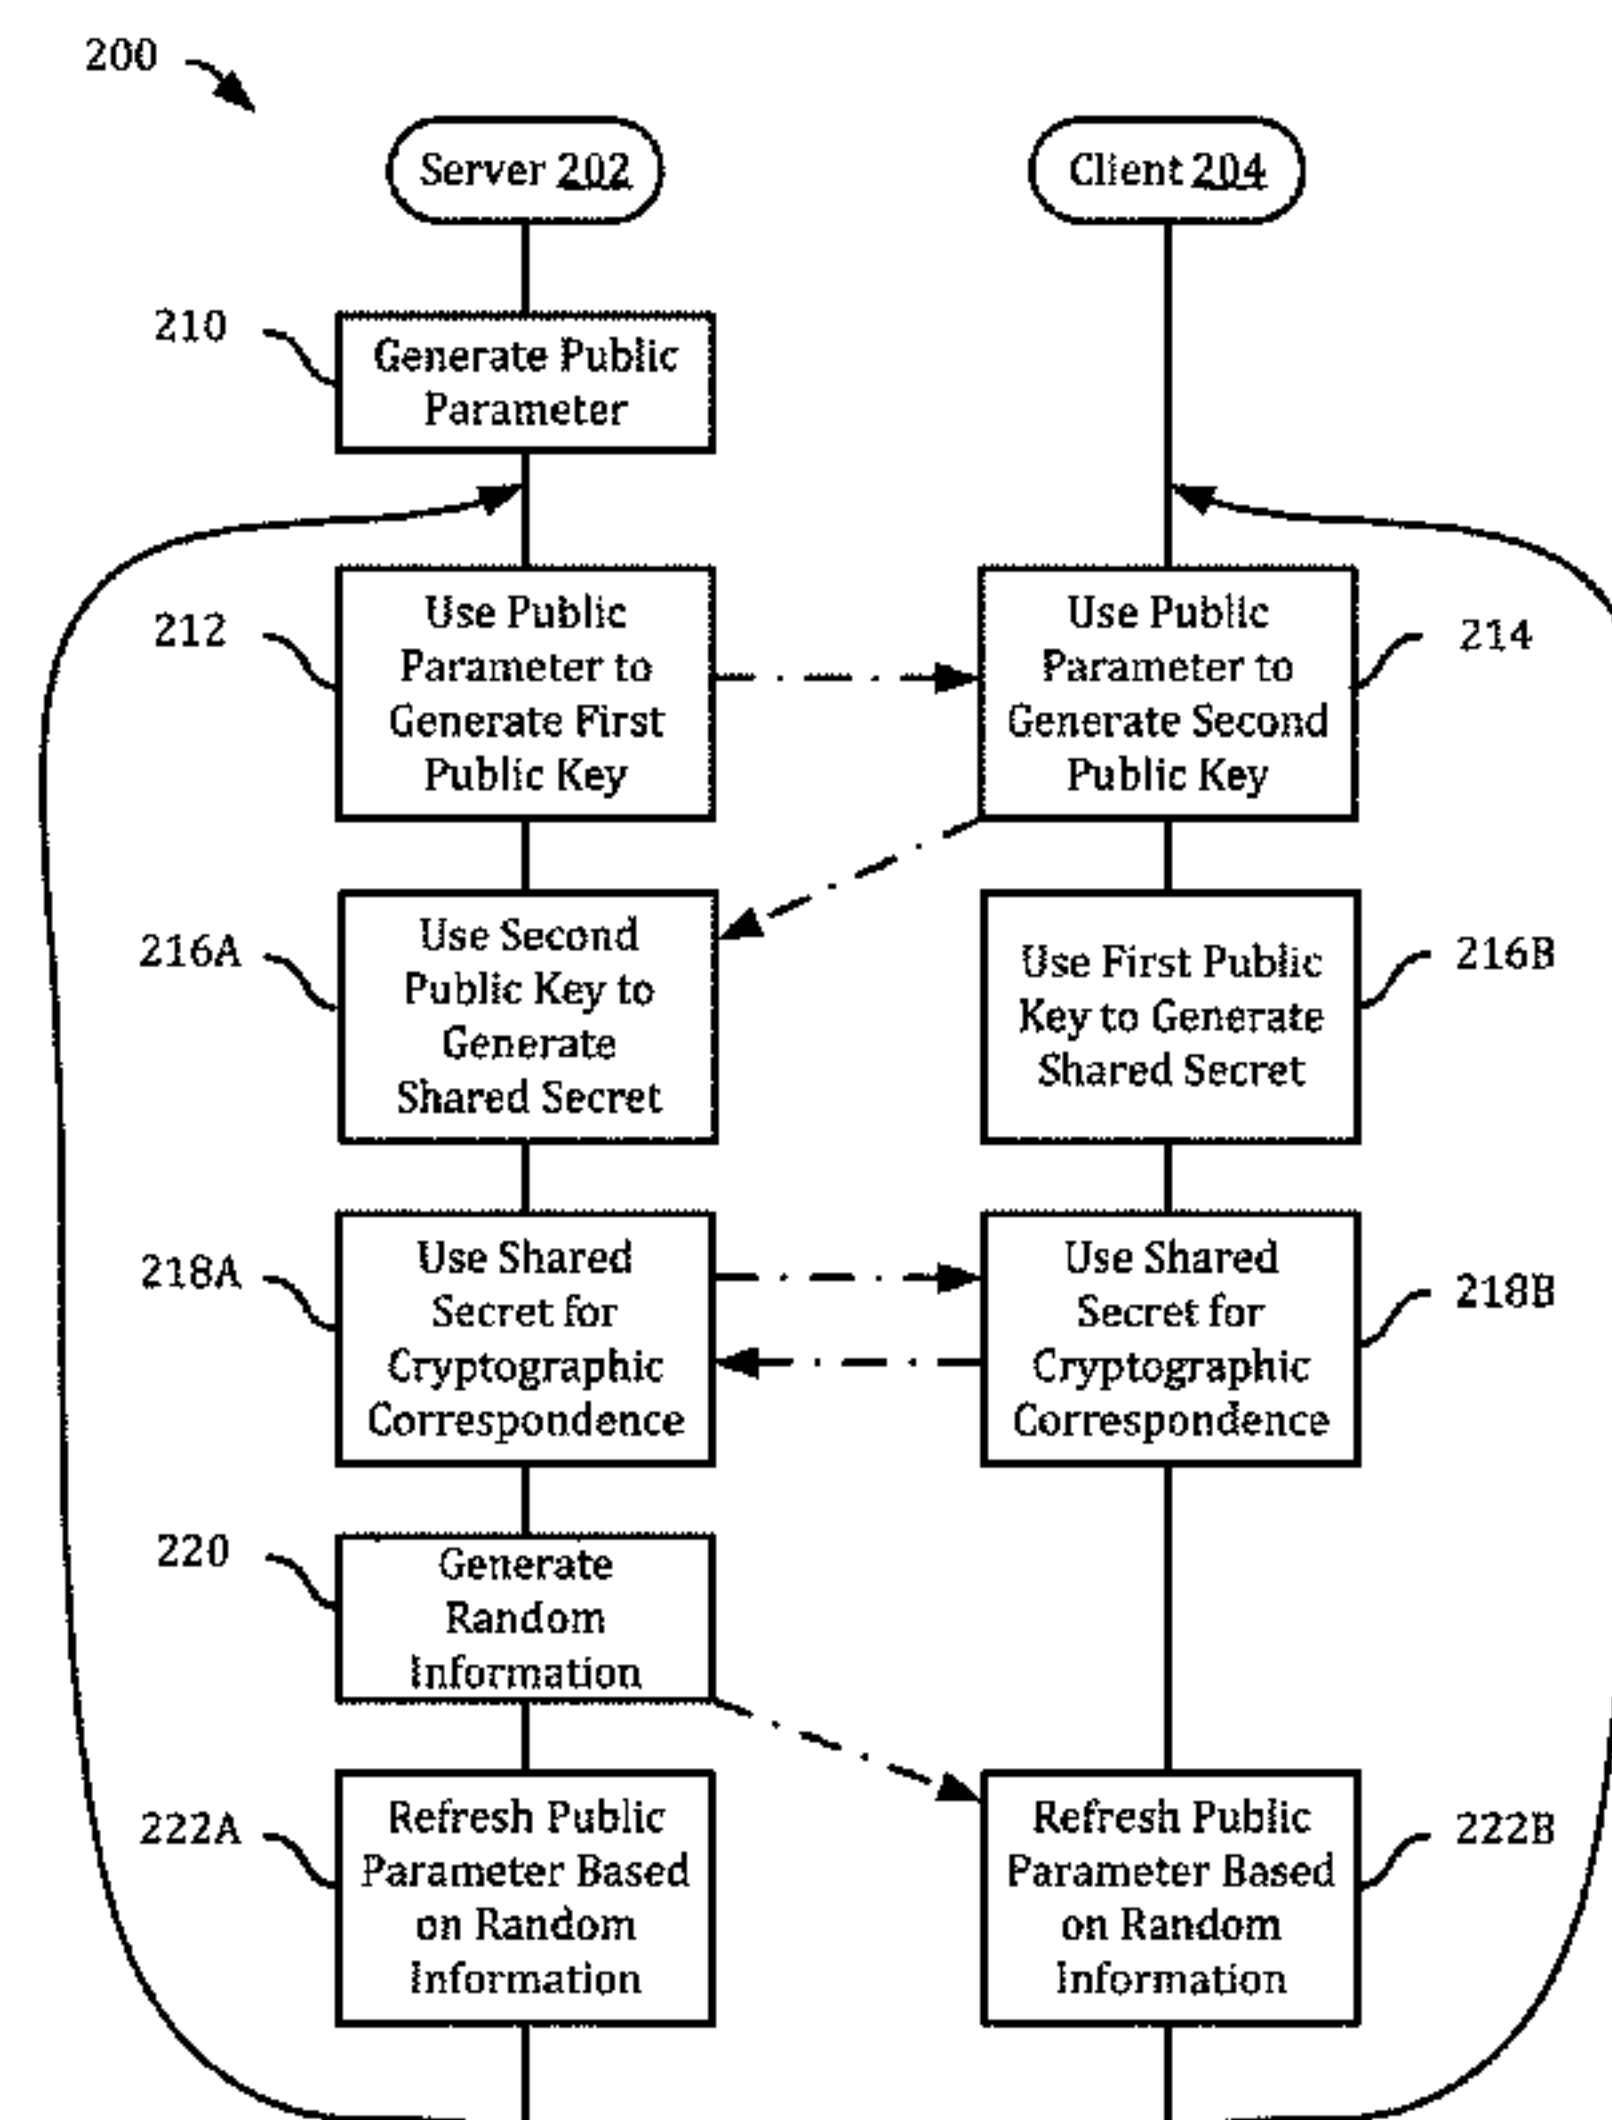 200
Server 202
Client 204
210
Generate Public
Parameter
212
Use Public
Parameter to
Generate First
Public Key
Use Public
Parameter to
Generate Second
Public Key
214
216A
Use Second
Public Key to
Generate
Shared Secret
Use First Public
Key to Generate
Shared Secret
216B
218A
Use Shared
Secret for
Cryptographic
Correspondence
Use Shared
Secret for
Cryptographic
Correspondence
218B
220
Generate
Random
Information
222A
Refresh Public
Parameter Based
on Random
Information
Refresh Public
Parameter Based
on Random
Information
222B